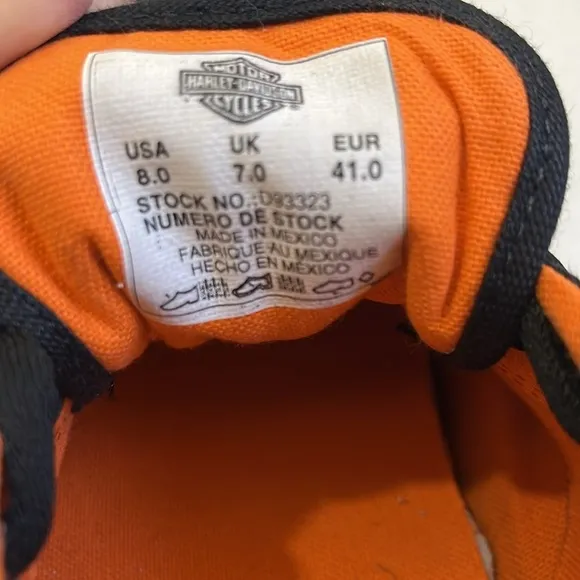 MOTOR
HARLEY-DAVIDSON
CYCLES
USA UK EUR
8.0 7.0 41.0
STOCK NO.:D93323
NUMERO DE STOCK
MADE IN MEXICO
FABRIQUE AU MEXIQUE
HECHO EN MÉXICO